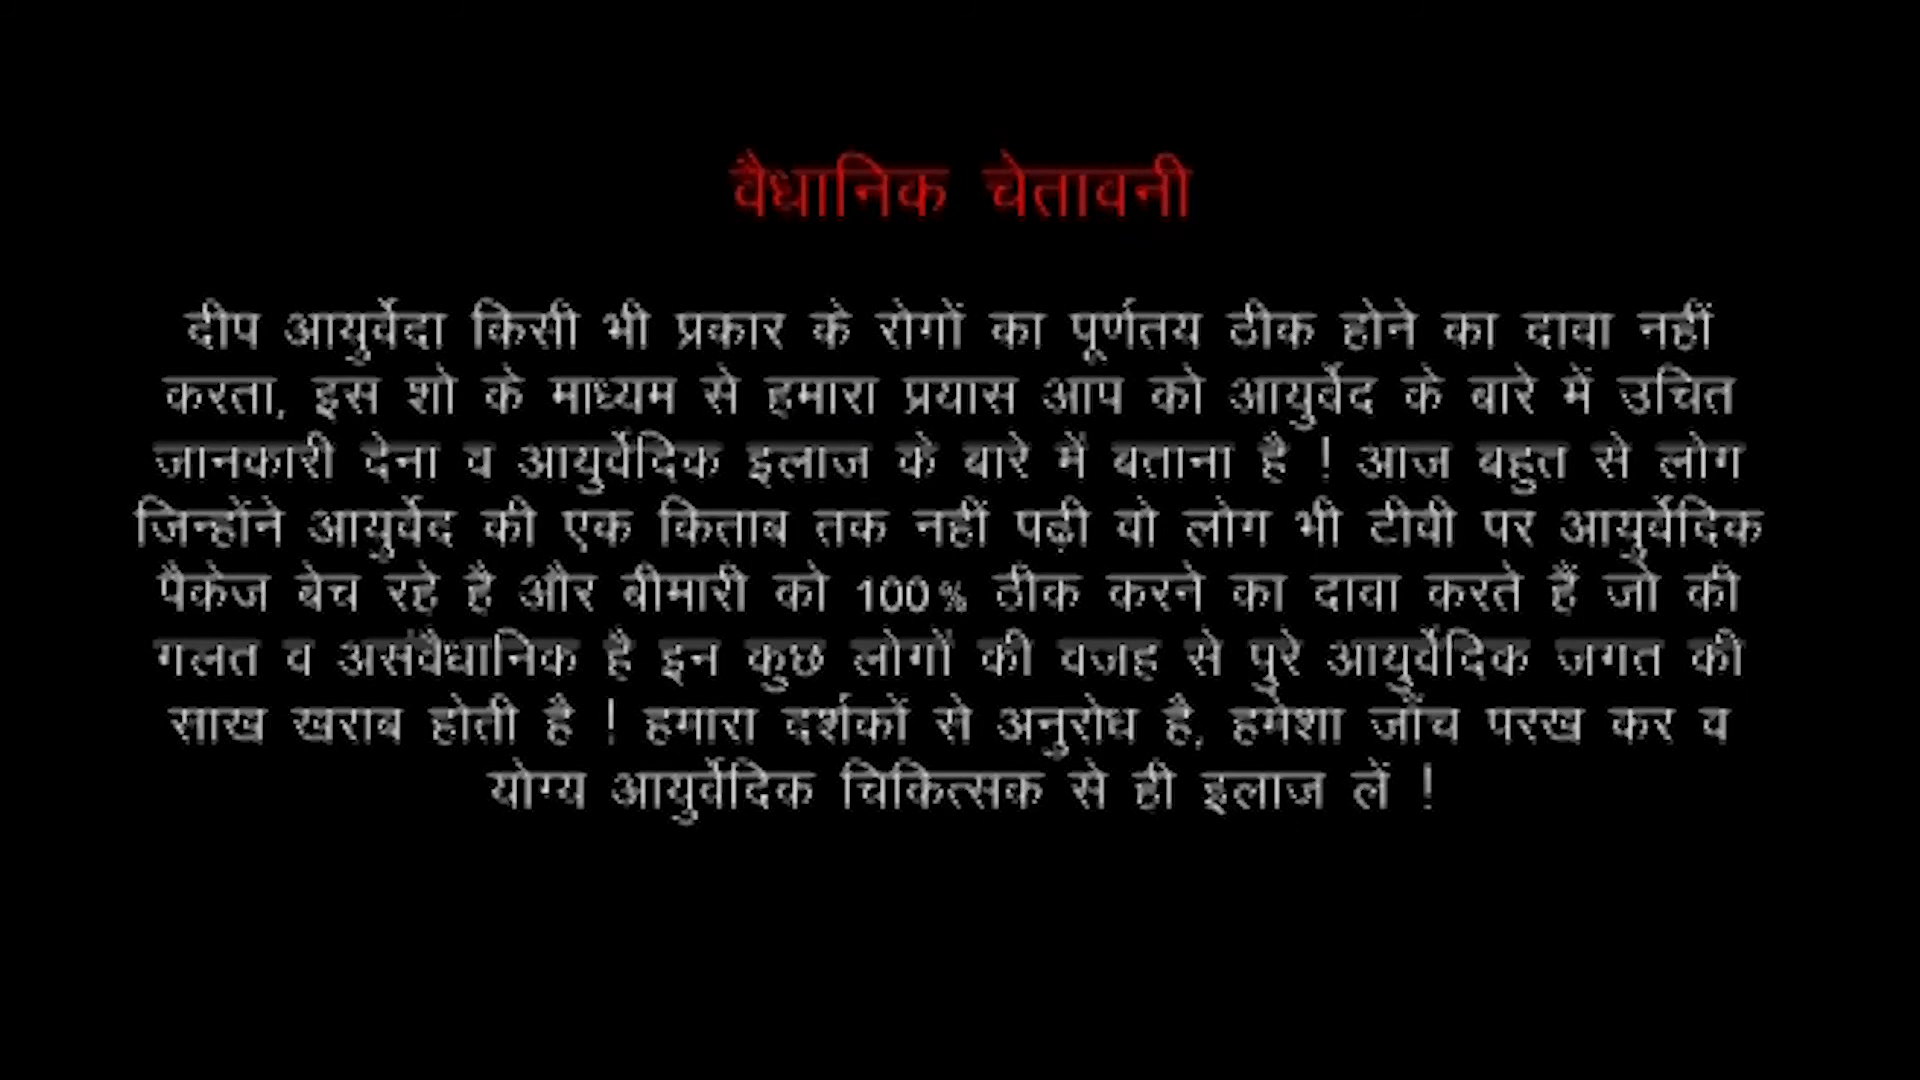 वैधानिक चेतावनी
दीप आयुर्वेदा किसी भी प्रकार के रोगों का पूर्णतय ठीक होने का दावा नहीं
करता, इस शो के माध्यम से हमारा प्रयास आप को आयुर्वेद के बारे में उचित
जानकारी देना व आयुर्वेदिक इलाज के बारे में बताना है ! आज बहुत से लोग
जिन्होंने आयुर्वेद की एक किताब तक नहीं पढ़ी वो लोग भी टीवी पर आयुर्वेदिक
पैकेज बेच रहे है और बीमारी को 100% ठीक करने का दावा करते हैं जो की
गलत व असंवैधानिक है इन कुछ लोगों की वजह से पुरे आयुर्वेदिक जगत की
साख खराब होती है ! हमारा दर्शकों से अनुरोध है, हमेशा जाँच परख कर व
योग्य आयुर्वेदिक चिकित्सक से ही इलाज लें !